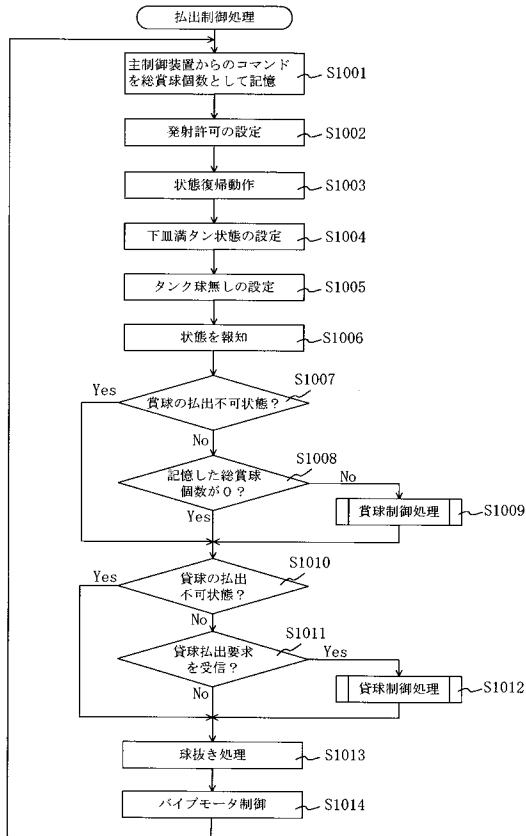 払出制御処理
主制御装置からのコマンド
を総賞球個数として記憶
S1001
発射許可の設定
S1002
状態復帰動作
S1003
下皿満タン状態の設定
S1004
タンク球無しの設定
S1005
状態を報知
S1006
S1007
Yes
賞球の払出不可状態？
No
S1008
記憶した総賞球
個数が０？
No
Yes
賞球制御処理
S1009
S1010
Yes
貸球の払出
不可状態？
No
S1011
貸球払出要求
を受信？
Yes
No
貸球制御処理
S1012
球抜き処理
S1013
バイブモータ制御
S1014